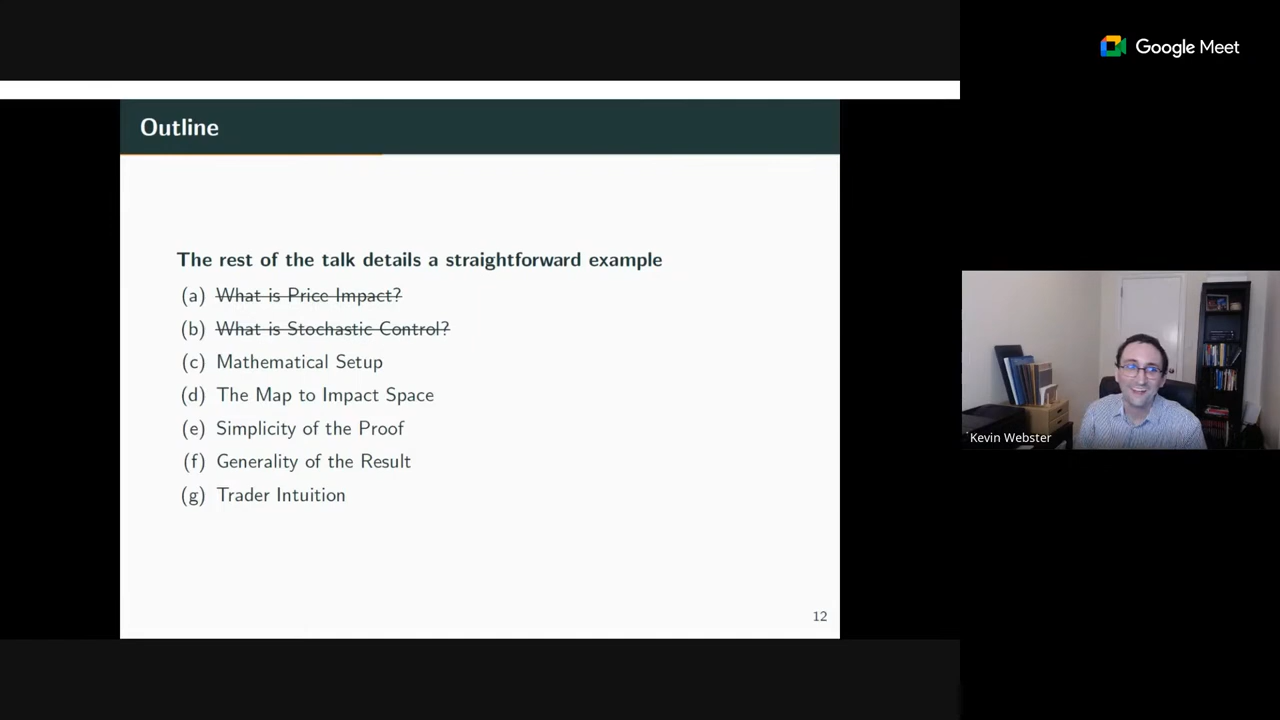 Google Meet
Outline
The rest of the talk details a straightforward example
(a) What is Price Impact?
(b) What is Stochastic Control?
(c) Mathematical Setup
(d) The Map to Impact Space
(e) Simplicity of the Proof
(f) Generality of the Result
(g) Trader Intuition
Kevin Webster
12